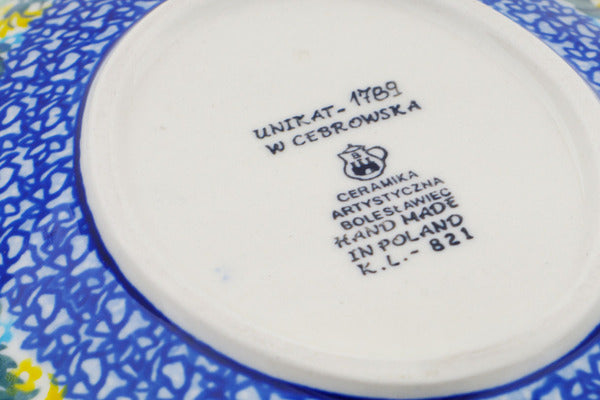 UNIKAT-1789
W CEBROWSKA
CERAMIKA
ARTYSTYCZNA
BOLESŁAWIEC
HAND MADE
IN POLAND
K.L.-821